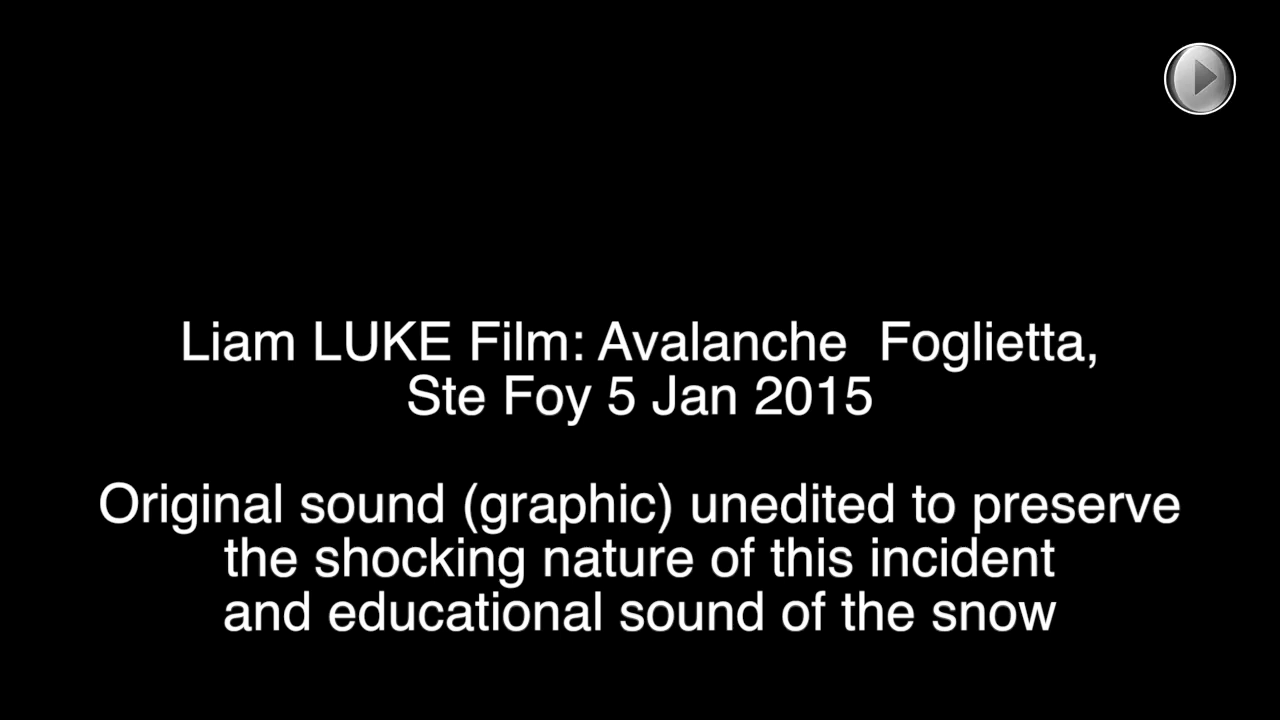 Liam LUKE Film: Avalanche  Foglietta,
Ste Foy 5 Jan 2015
Original sound (graphic) unedited to preserve
the shocking nature of this incident
and educational sound of the snow